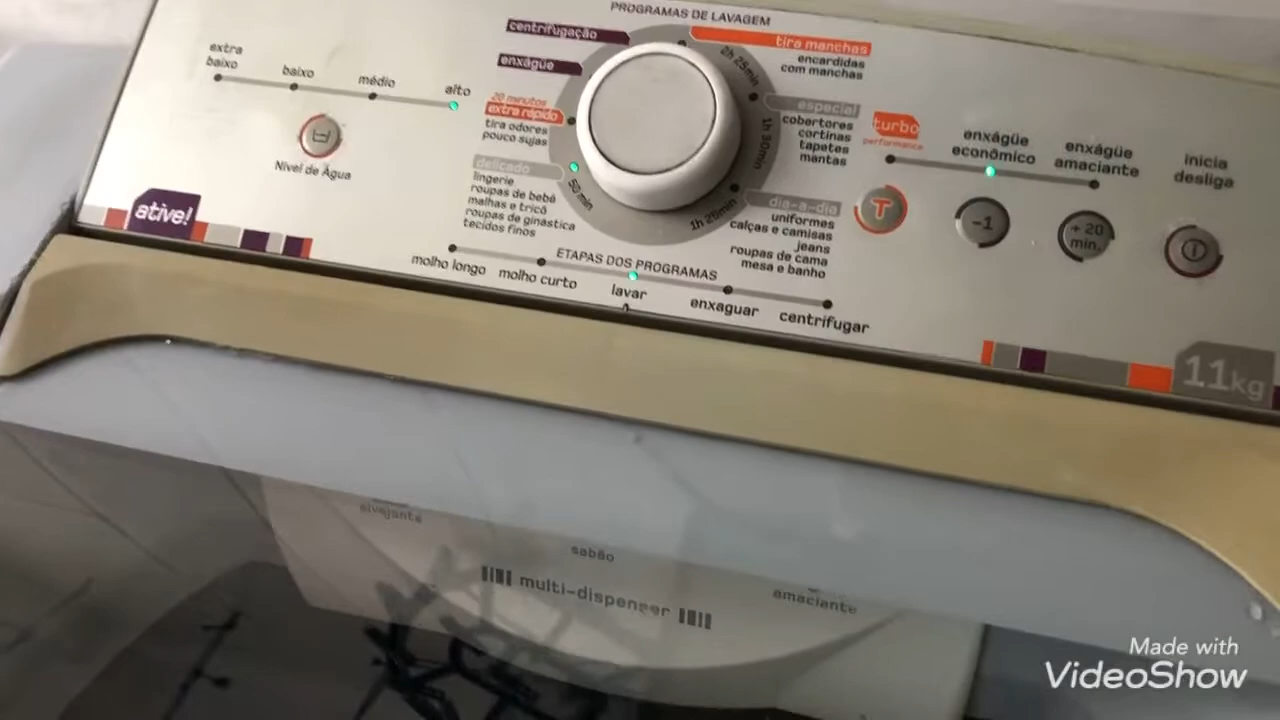 PROGRAMAS DE LAVAGEM
centrifugação
enxágüe
20 minutos
extra rápido
tira odores
pouco sujas
delicado
lingerie
roupas de bebê
malhas e tricô
roupas de ginástica
tecidos finos
2h 25min
1h 30min
1h 20min
50 min
tira manchas
encardidas
com manchas
especial
cobertores
cortinas
tapetes
mantas
dia-a-dia
uniformes
calças e camisas
jeans
roupas de cama
mesa e banho
extra
baixo
baixo
médio
alto
Nível de Água
ative!
ETAPAS DOS PROGRAMAS
molho longo
molho curto
lavar
enxaguar
centrifugar
turbo
performance
enxágüe
econômico
enxágüe
amaciante
inicia
desliga
T
-1
+ 20
min.
11kg
alvejante
sabão
multi-dispenser
amaciante
Made with
VideoShow